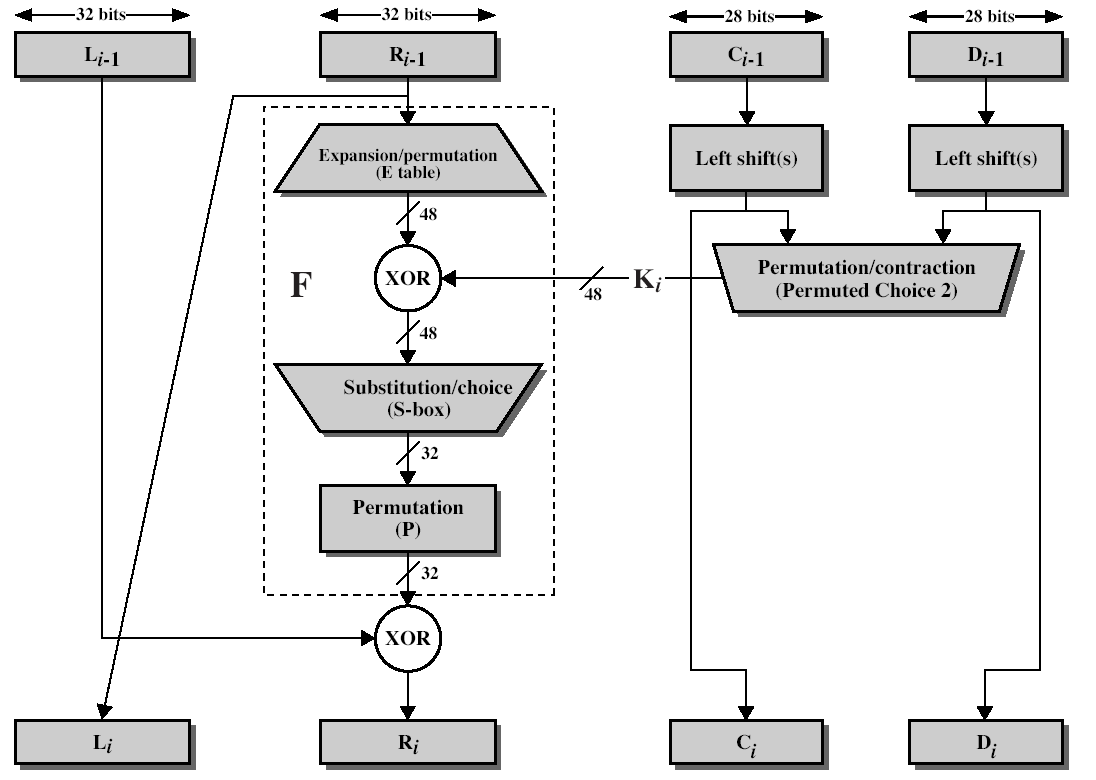 32 bits
32 bits
28 bits
28 bits
Li-1
Ri-1
Ci-1
Di-1
Expansion/permutation
(E table)
Left shift(s)
Left shift(s)
48
F
XOR
48
Ki
Permutation/contraction
(Permuted Choice 2)
48
Substitution/choice
(S-box)
32
Permutation
(P)
32
XOR
Li
Ri
Ci
Di